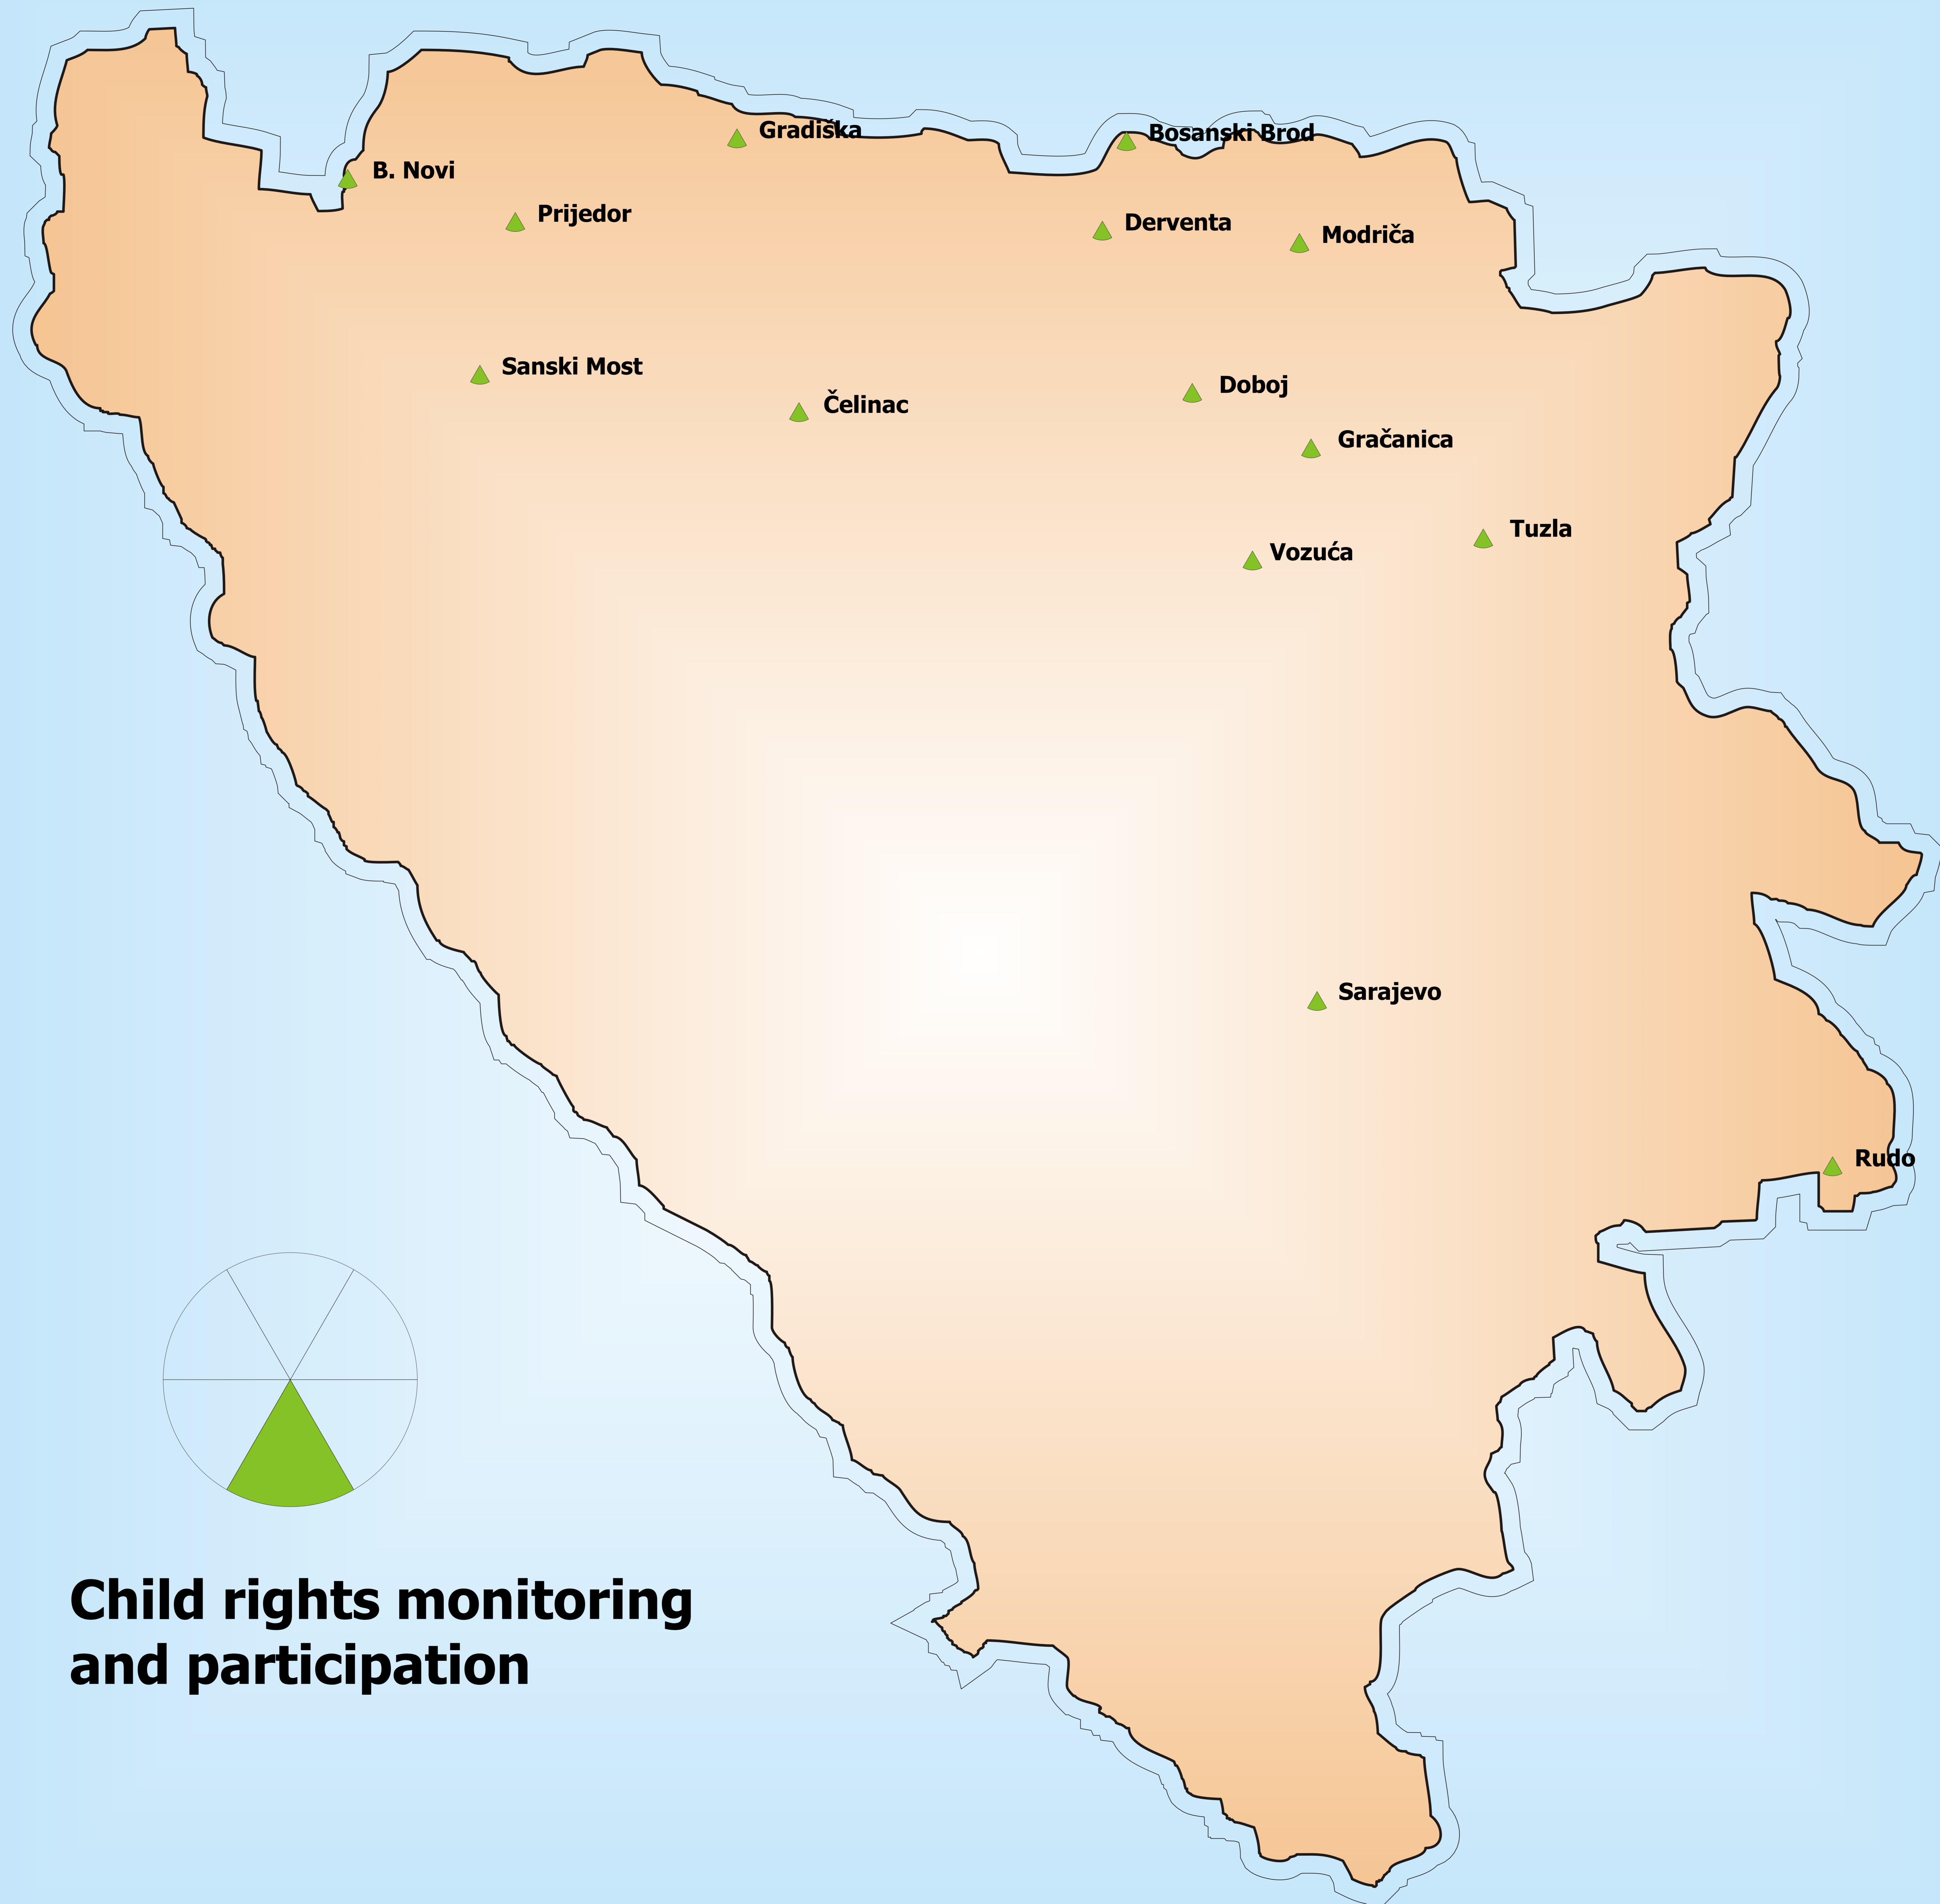 Gradiška
Bosanski Brod
B. Novi
Prijedor
Derventa
Modriča
Sanski Most
Čelinac
Doboj
Gračanica
Tuzla
Vozuća
Sarajevo
Rudo
Child rights monitoring
and participation